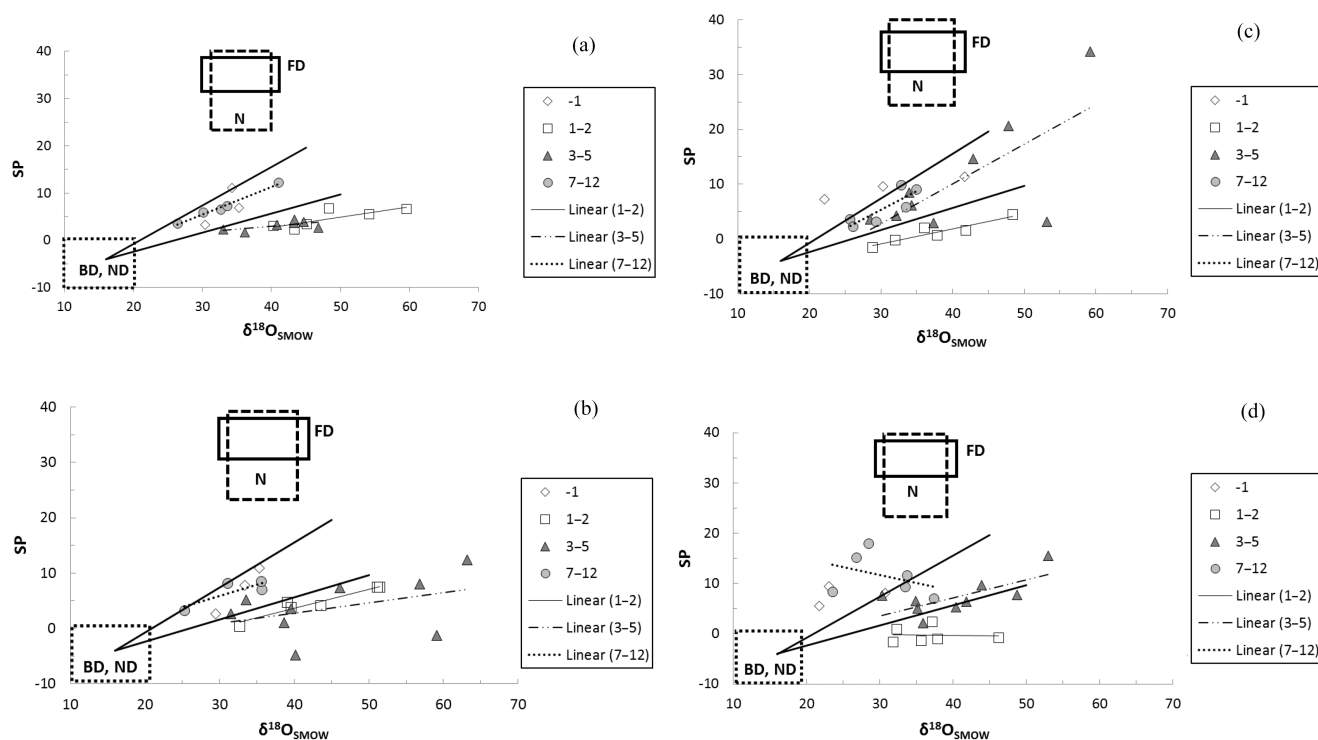 (a)
40
30
20
10
0
-10
SP
10 20 30 40 50 60 70
δ¹⁸O_SMOW
FD
N
BD, ND
-1
1–2
3–5
7–12
Linear (1–2)
Linear (3–5)
Linear (7–12)
(c)
40
30
20
10
0
-10
SP
10 20 30 40 50 60 70
δ¹⁸O_SMOW
FD
N
BD, ND
-1
1–2
3–5
7–12
Linear (1–2)
Linear (3–5)
Linear (7–12)
(b)
40
30
20
10
0
-10
SP
10 20 30 40 50 60 70
δ¹⁸O_SMOW
FD
N
BD, ND
-1
1–2
3–5
7–12
Linear (1–2)
Linear (3–5)
Linear (7–12)
(d)
40
30
20
10
0
-10
SP
10 20 30 40 50 60 70
δ¹⁸O_SMOW
FD
N
BD, ND
-1
1–2
3–5
7–12
Linear (1–2)
Linear (3–5)
Linear (7–12)